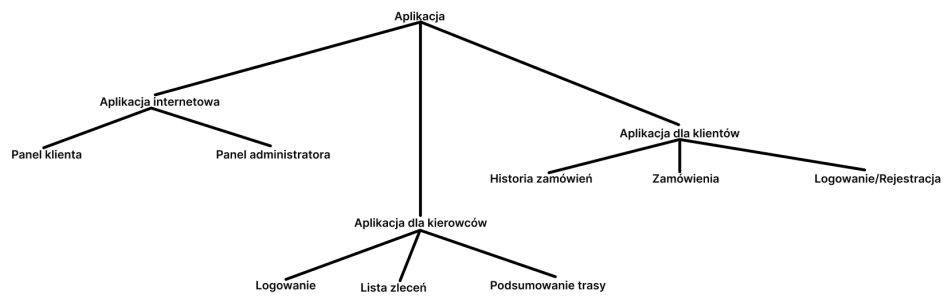 Aplikacja
Aplikacja internetowa
Aplikacja dla klientów
Panel klienta
Panel administratora
Historia zamówień
Zamówienia
Logowanie/Rejestracja
Aplikacja dla kierowców
Logowanie
Lista zleceń
Podsumowanie trasy